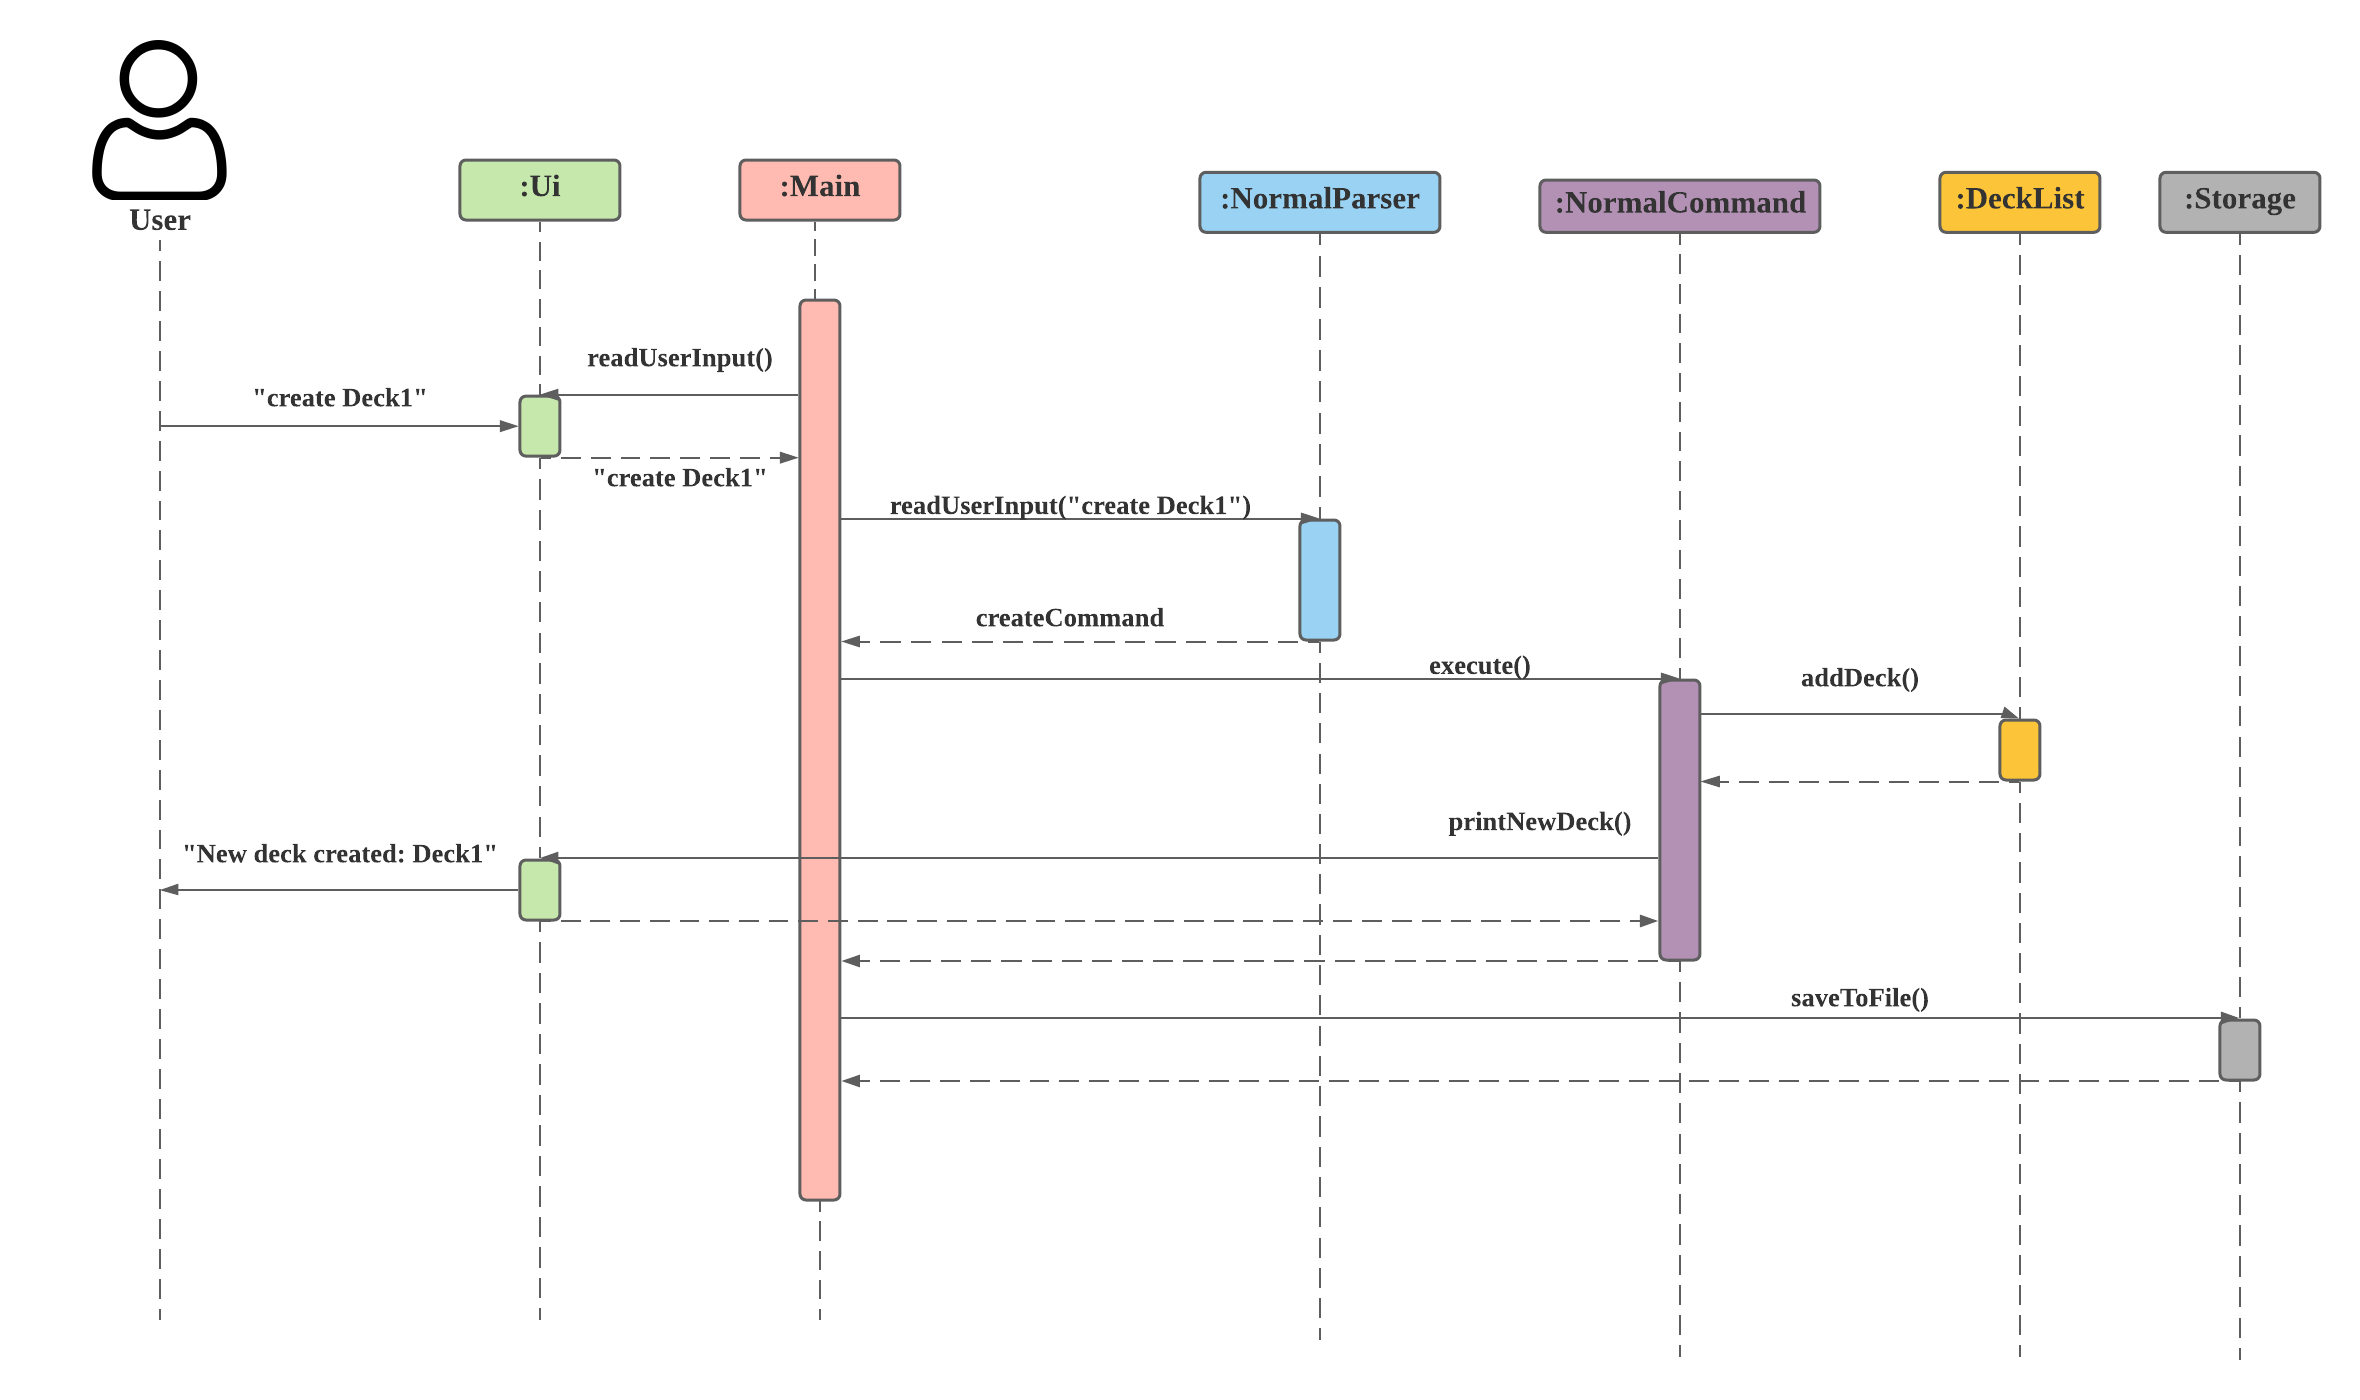 User
:Ui
:Main
:NormalParser
:NormalCommand
:DeckList
:Storage
readUserInput()
"create Deck1"
"create Deck1"
readUserInput("create Deck1")
createCommand
execute()
addDeck()
printNewDeck()
"New deck created: Deck1"
saveToFile()